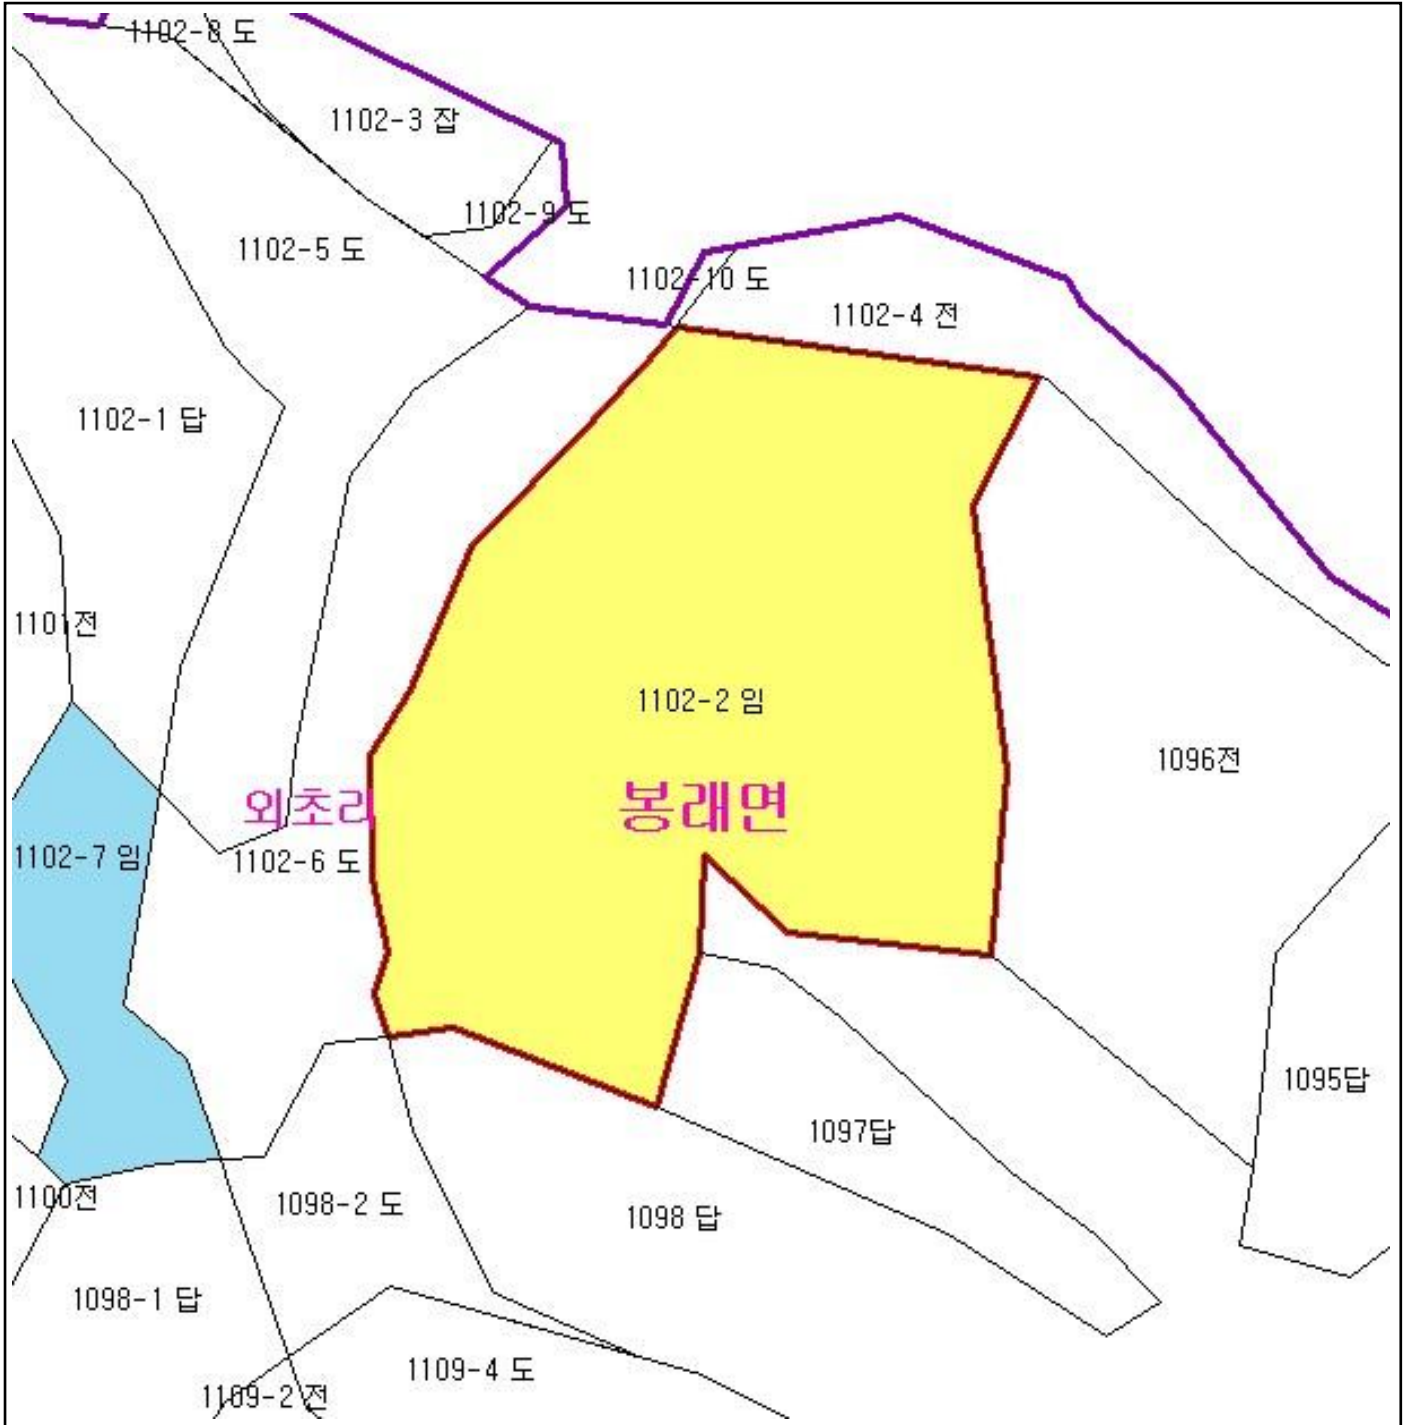 1102-8 도
1102-3 잡
1102-9 도
1102-5 도
1102-10 도
1102-4 전
1102-1 답
1101전
1102-2 임
1096전
외초리
봉래면
1102-7 임
1102-6 도
1095답
1097답
1100전
1098-2 도
1098 답
1098-1 답
1109-4 도
1109-2 전